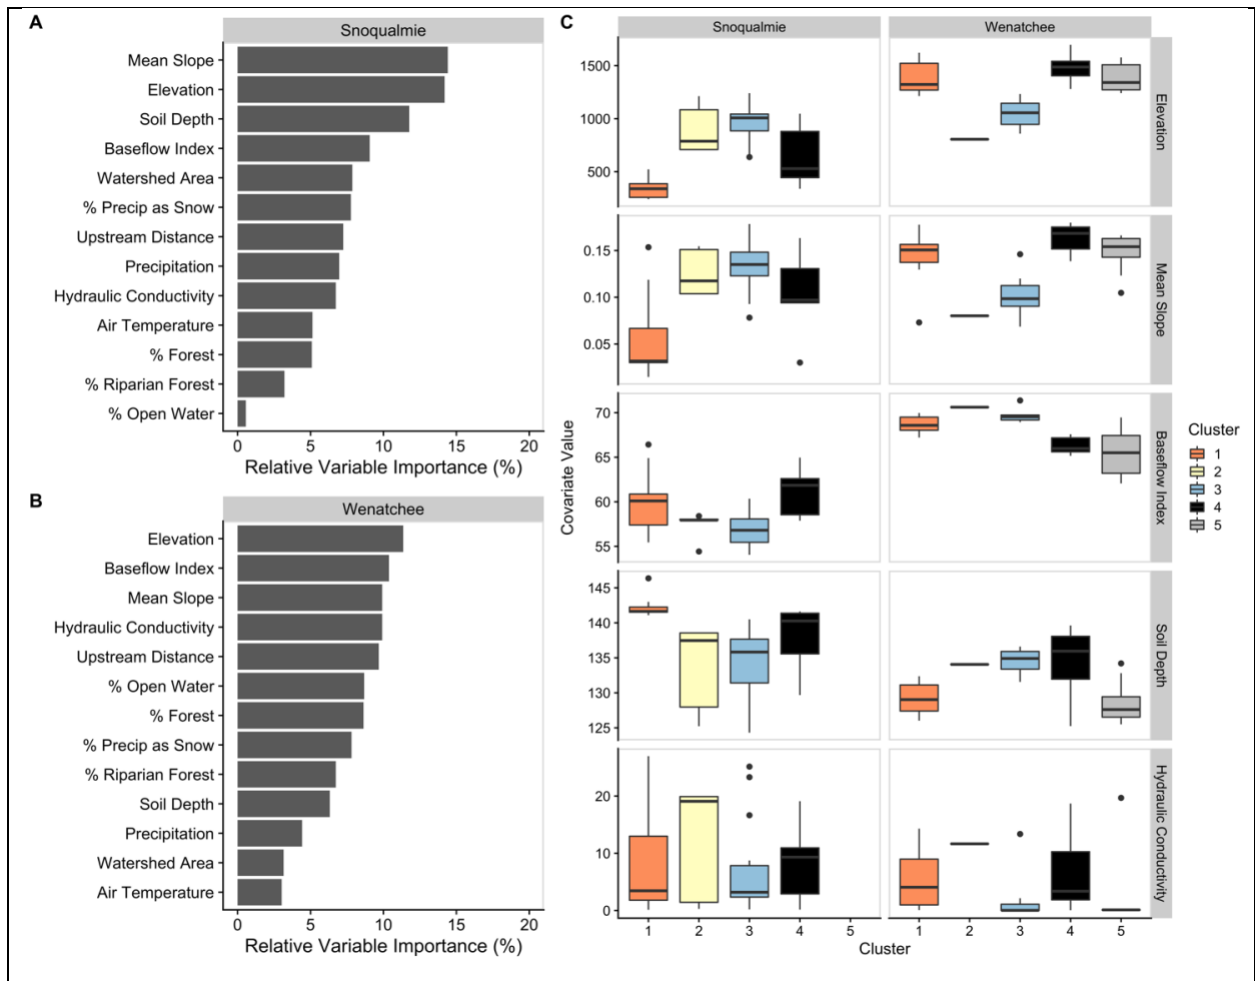 A
Snoqualmie
Mean Slope
Elevation
Soil Depth
Baseflow Index
Watershed Area
% Precip as Snow
Upstream Distance
Precipitation
Hydraulic Conductivity
Air Temperature
% Forest
% Riparian Forest
% Open Water
0 5 10 15 20
Relative Variable Importance (%)
B
Wenatchee
Elevation
Baseflow Index
Mean Slope
Hydraulic Conductivity
Upstream Distance
% Open Water
% Forest
% Precip as Snow
% Riparian Forest
Soil Depth
Precipitation
Watershed Area
Air Temperature
0 5 10 15 20
Relative Variable Importance (%)
C
Snoqualmie Wenatchee
Covariate Value
1500
1000
500
Elevation
0.15
0.10
0.05
Mean Slope
70
65
60
55
Baseflow Index
145
140
135
130
125
Soil Depth
20
10
0
Hydraulic Conductivity
1 2 3 4 5 1 2 3 4 5
Cluster
Cluster
1
2
3
4
5